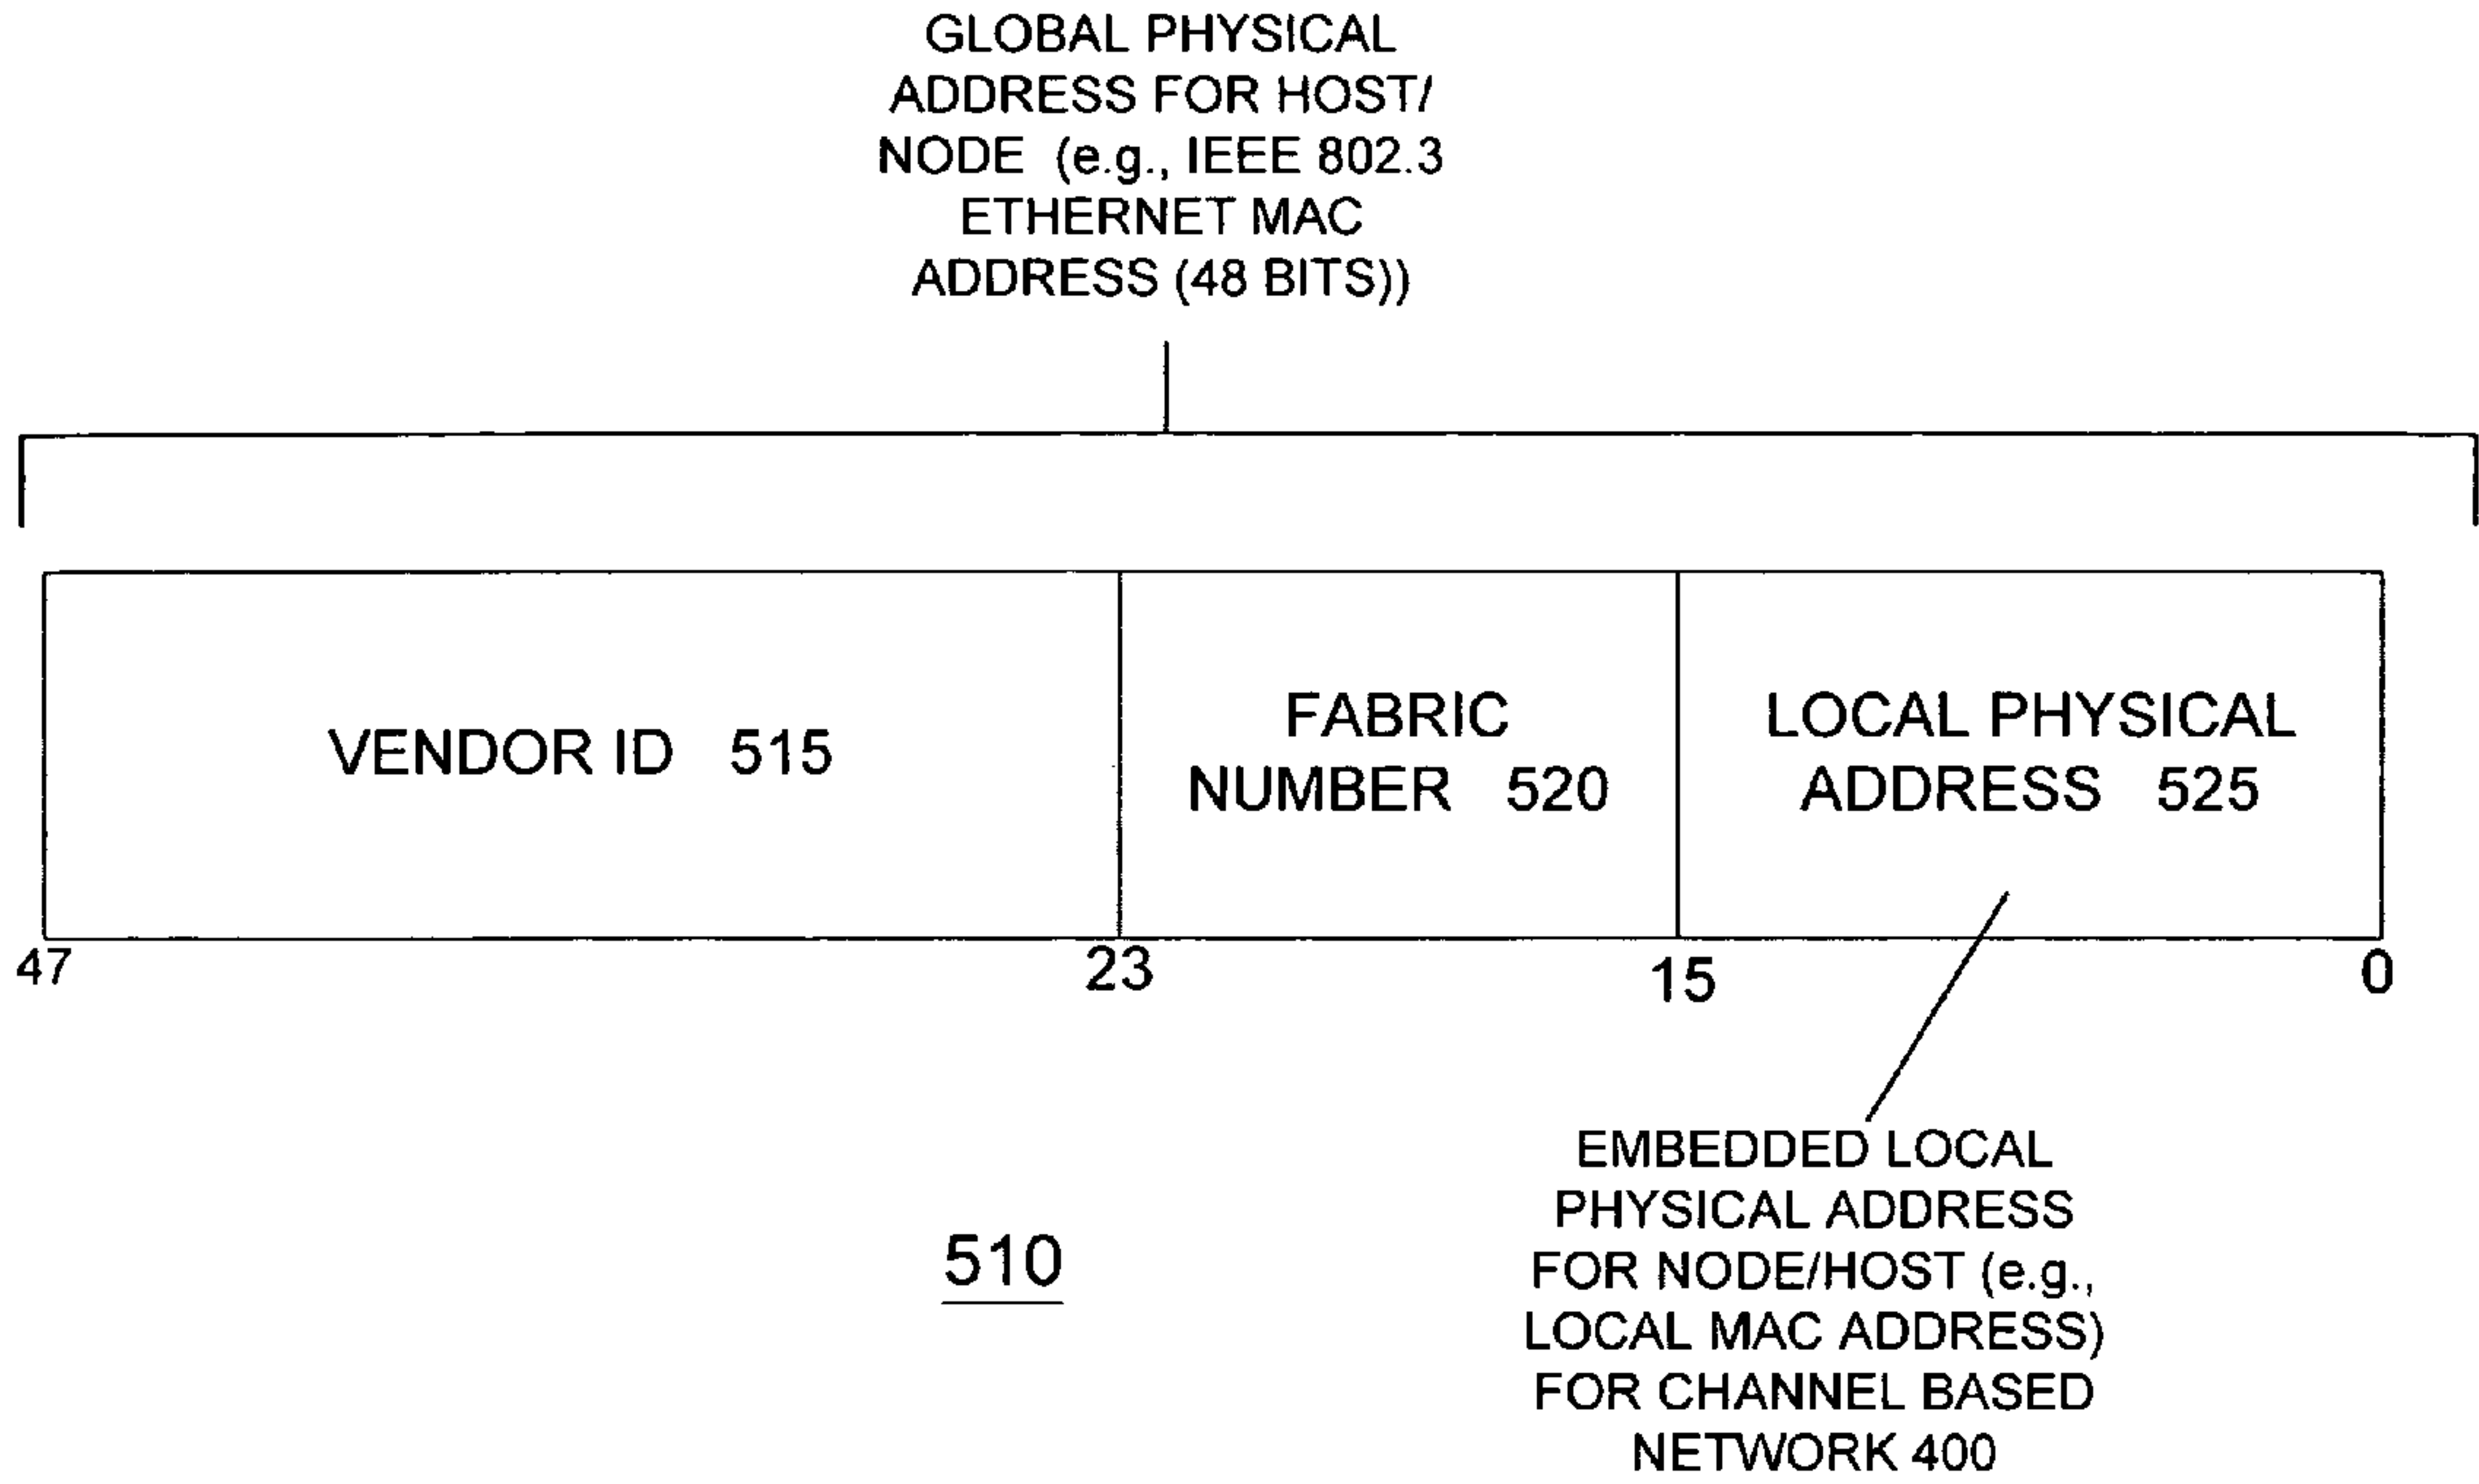 GLOBAL PHYSICAL
ADDRESS FOR HOST/
NODE (e.g., IEEE 802.3
ETHERNET MAC
ADDRESS (48 BITS))
VENDOR ID 515
FABRIC
NUMBER 520
LOCAL PHYSICAL
ADDRESS 525
47
23
15
0
EMBEDDED LOCAL
PHYSICAL ADDRESS
FOR NODE/HOST (e.g.,
LOCAL MAC ADDRESS)
FOR CHANNEL BASED
NETWORK 400
510